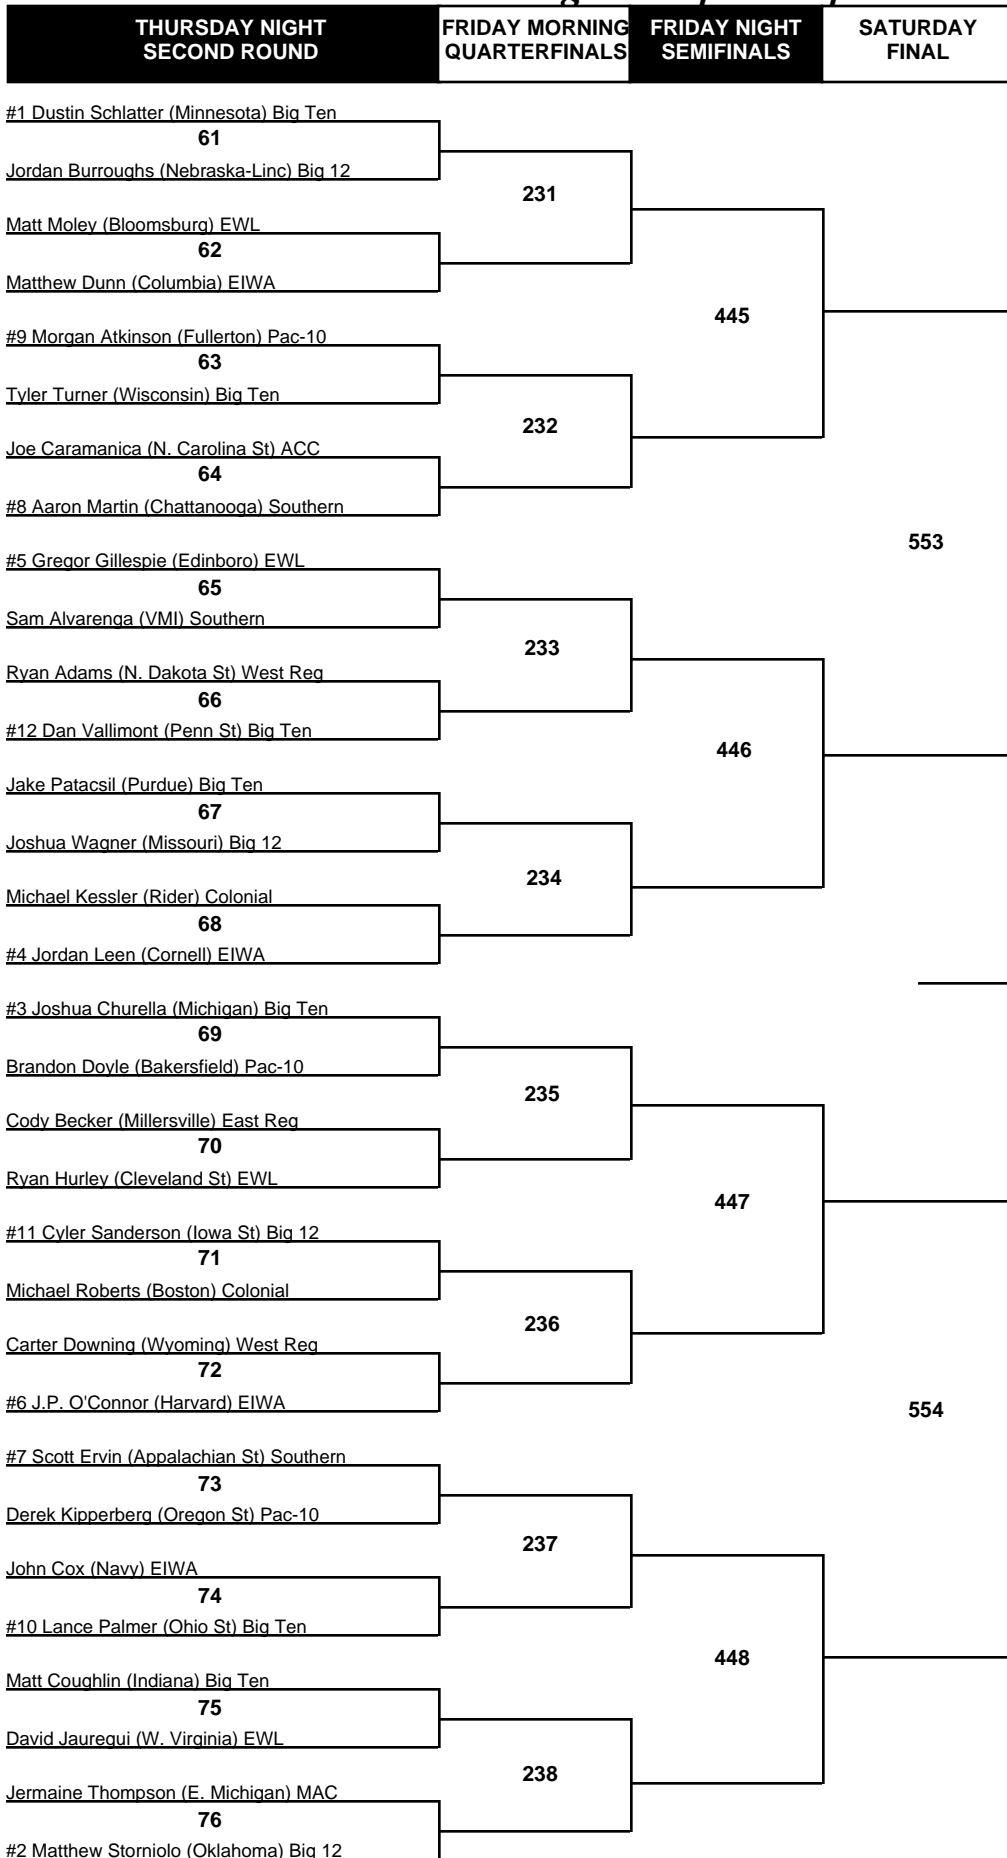 THURSDAY NIGHT
SECOND ROUND
FRIDAY MORNING
QUARTERFINALS
FRIDAY NIGHT
SEMIFINALS
SATURDAY
FINAL
#1 Dustin Schlatter (Minnesota) Big Ten
61
Jordan Burroughs (Nebraska-Linc) Big 12
231
Matt Moley (Bloomsburg) EWL
62
Matthew Dunn (Columbia) EIWA
445
#9 Morgan Atkinson (Fullerton) Pac-10
63
Tyler Turner (Wisconsin) Big Ten
232
Joe Caramanica (N. Carolina St) ACC
64
#8 Aaron Martin (Chattanooga) Southern
553
#5 Gregor Gillespie (Edinboro) EWL
65
Sam Alvarenga (VMI) Southern
233
Ryan Adams (N. Dakota St) West Reg
66
#12 Dan Vallimont (Penn St) Big Ten
446
Jake Patacsil (Purdue) Big Ten
67
Joshua Wagner (Missouri) Big 12
234
Michael Kessler (Rider) Colonial
68
#4 Jordan Leen (Cornell) EIWA
#3 Joshua Churella (Michigan) Big Ten
69
Brandon Doyle (Bakersfield) Pac-10
235
Cody Becker (Millersville) East Reg
70
Ryan Hurley (Cleveland St) EWL
447
#11 Cyler Sanderson (Iowa St) Big 12
71
Michael Roberts (Boston) Colonial
236
Carter Downing (Wyoming) West Reg
72
#6 J.P. O'Connor (Harvard) EIWA
554
#7 Scott Ervin (Appalachian St) Southern
73
Derek Kipperberg (Oregon St) Pac-10
237
John Cox (Navy) EIWA
74
#10 Lance Palmer (Ohio St) Big Ten
448
Matt Coughlin (Indiana) Big Ten
75
David Jauregui (W. Virginia) EWL
238
Jermaine Thompson (E. Michigan) MAC
76
#2 Matthew Storniolo (Oklahoma) Big 12